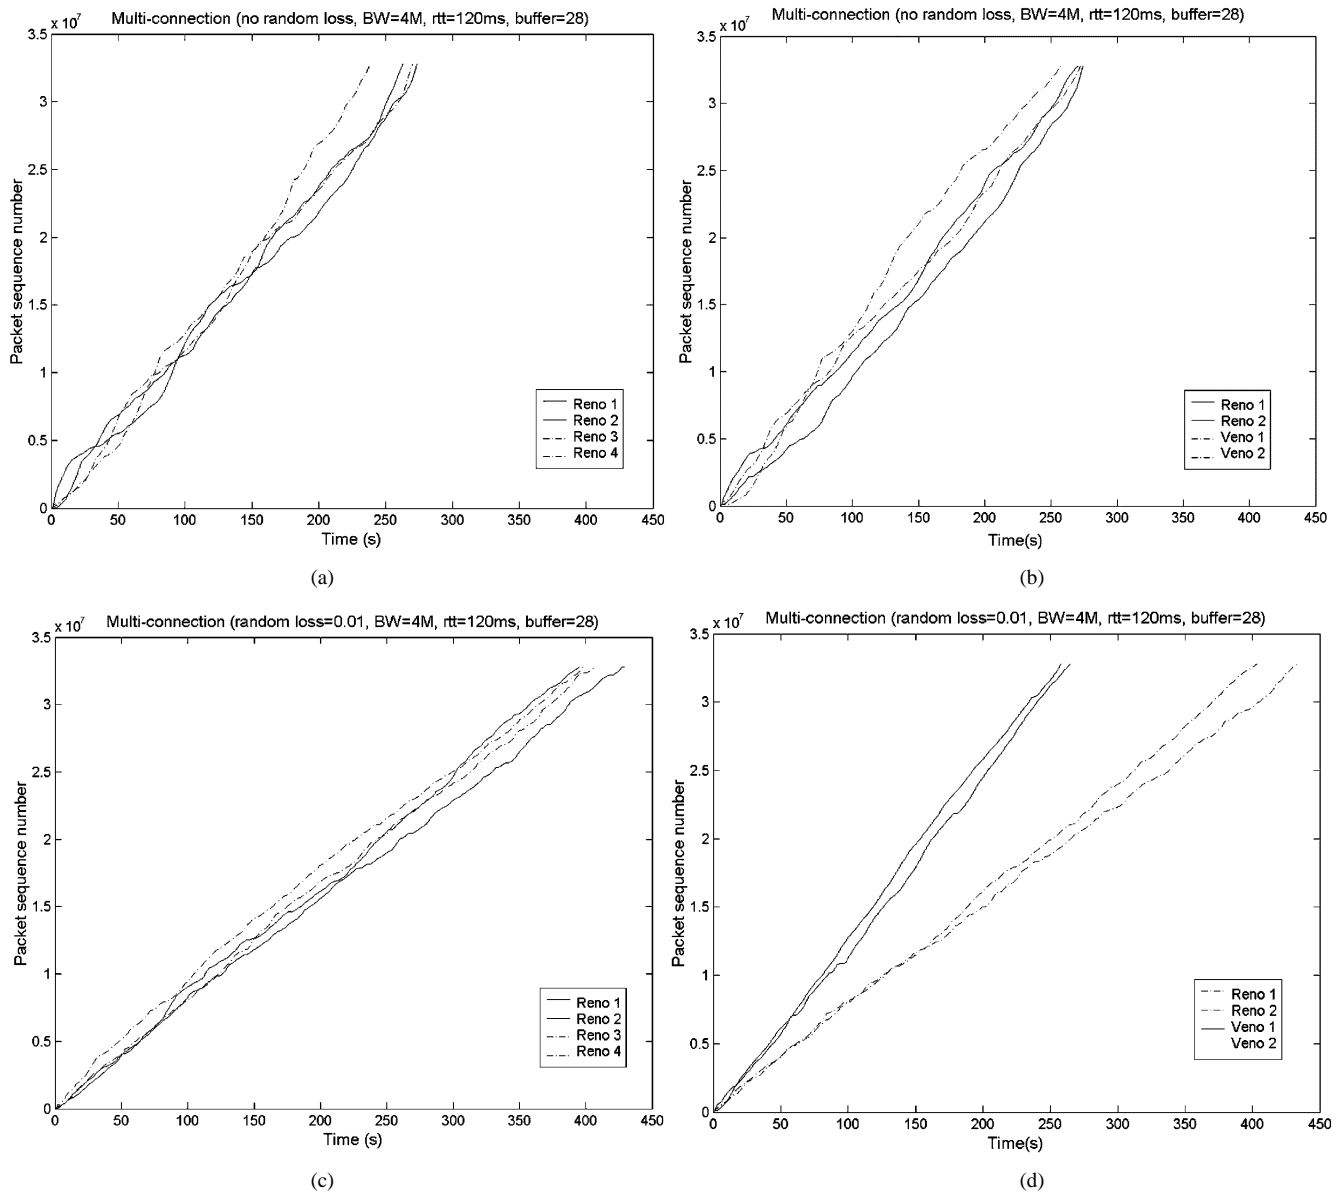 Multi-connection (no random loss, BW=4M, rtt=120ms, buffer=28)
x 10^7
3.5
3
2.5
2
1.5
1
0.5
0
Packet sequence number
Reno 1
Reno 2
Reno 3
Reno 4
0 50 100 150 200 250 300 350 400 450
Time (s)
(a)
Multi-connection (no random loss, BW=4M, rtt=120ms, buffer=28)
x 10^7
3.5
3
2.5
2
1.5
1
0.5
0
Packet sequence number
Reno 1
Reno 2
Veno 1
Veno 2
0 50 100 150 200 250 300 350 400 450
Time(s)
(b)
Multi-connection (random loss=0.01, BW=4M, rtt=120ms, buffer=28)
x 10^7
3.5
3
2.5
2
1.5
1
0.5
0
Packet sequence number
Reno 1
Reno 2
Reno 3
Reno 4
0 50 100 150 200 250 300 350 400 450
Time (s)
(c)
Multi-connection (random loss=0.01, BW=4M, rtt=120ms, buffer=28)
x 10^7
3.5
3
2.5
2
1.5
1
0.5
0
Packet sequence number
Reno 1
Reno 2
Veno 1
Veno 2
0 50 100 150 200 250 300 350 400 450
Time(s)
(d)